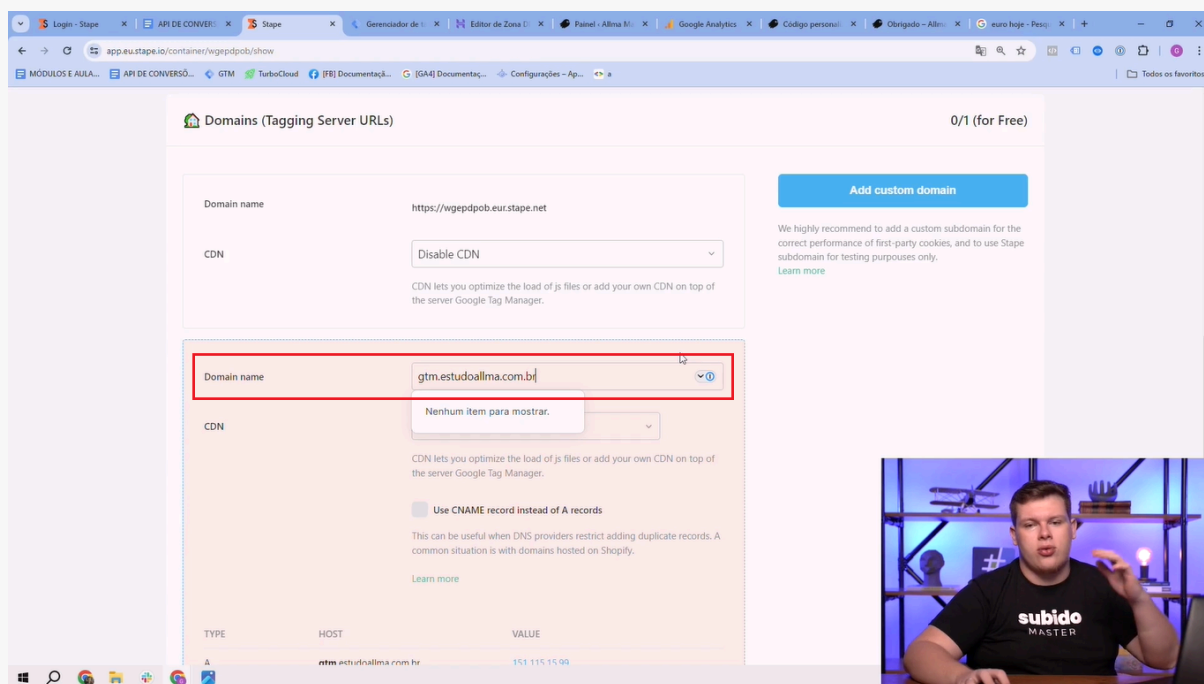 Login - Stape
API DE CONVERS
Stape
Gerenciador de t
Editor de Zona D
Painel ‹ Allma M
Google Analytics
Código personali
Obrigado – Allm
euro hoje - Pesq
app.eu.stape.io/container/wgepdpob/show
MÓDULOS E AULA...
API DE CONVERSÕ...
GTM
TurboCloud
[FB] Documentaçã...
[GA4] Documentaç...
Configurações – Ap...
a
Todos os favoritos
Domains (Tagging Server URLs)
0/1 (for Free)
Domain name
https://wgepdpob.eur.stape.net
CDN
Disable CDN
CDN lets you optimize the load of js files or add your own CDN on top of
the server Google Tag Manager.
Add custom domain
We highly recommend to add a custom subdomain for the
correct performance of first-party cookies, and to use Stape
subdomain for testing purpouses only.
Learn more
Domain name
gtm.estudoallma.com.br
Nenhum item para mostrar.
CDN
CDN lets you optimize the load of js files or add your own CDN on top of
the server Google Tag Manager.
Use CNAME record instead of A records
This can be useful when DNS providers restrict adding duplicate records. A
common situation is with domains hosted on Shopify.
Learn more
TYPE
HOST
VALUE
A
gtm.estudoallma.com.br
151.115.15.99
subido
MASTER